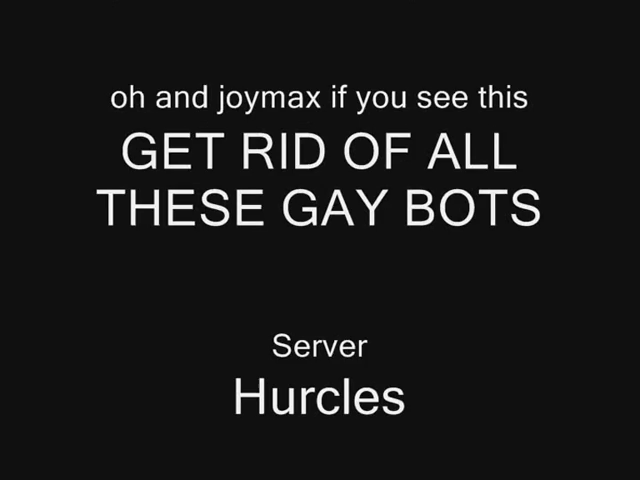 oh and joymax if you see this
GET RID OF ALL
THESE GAY BOTS
Server
Hurcles